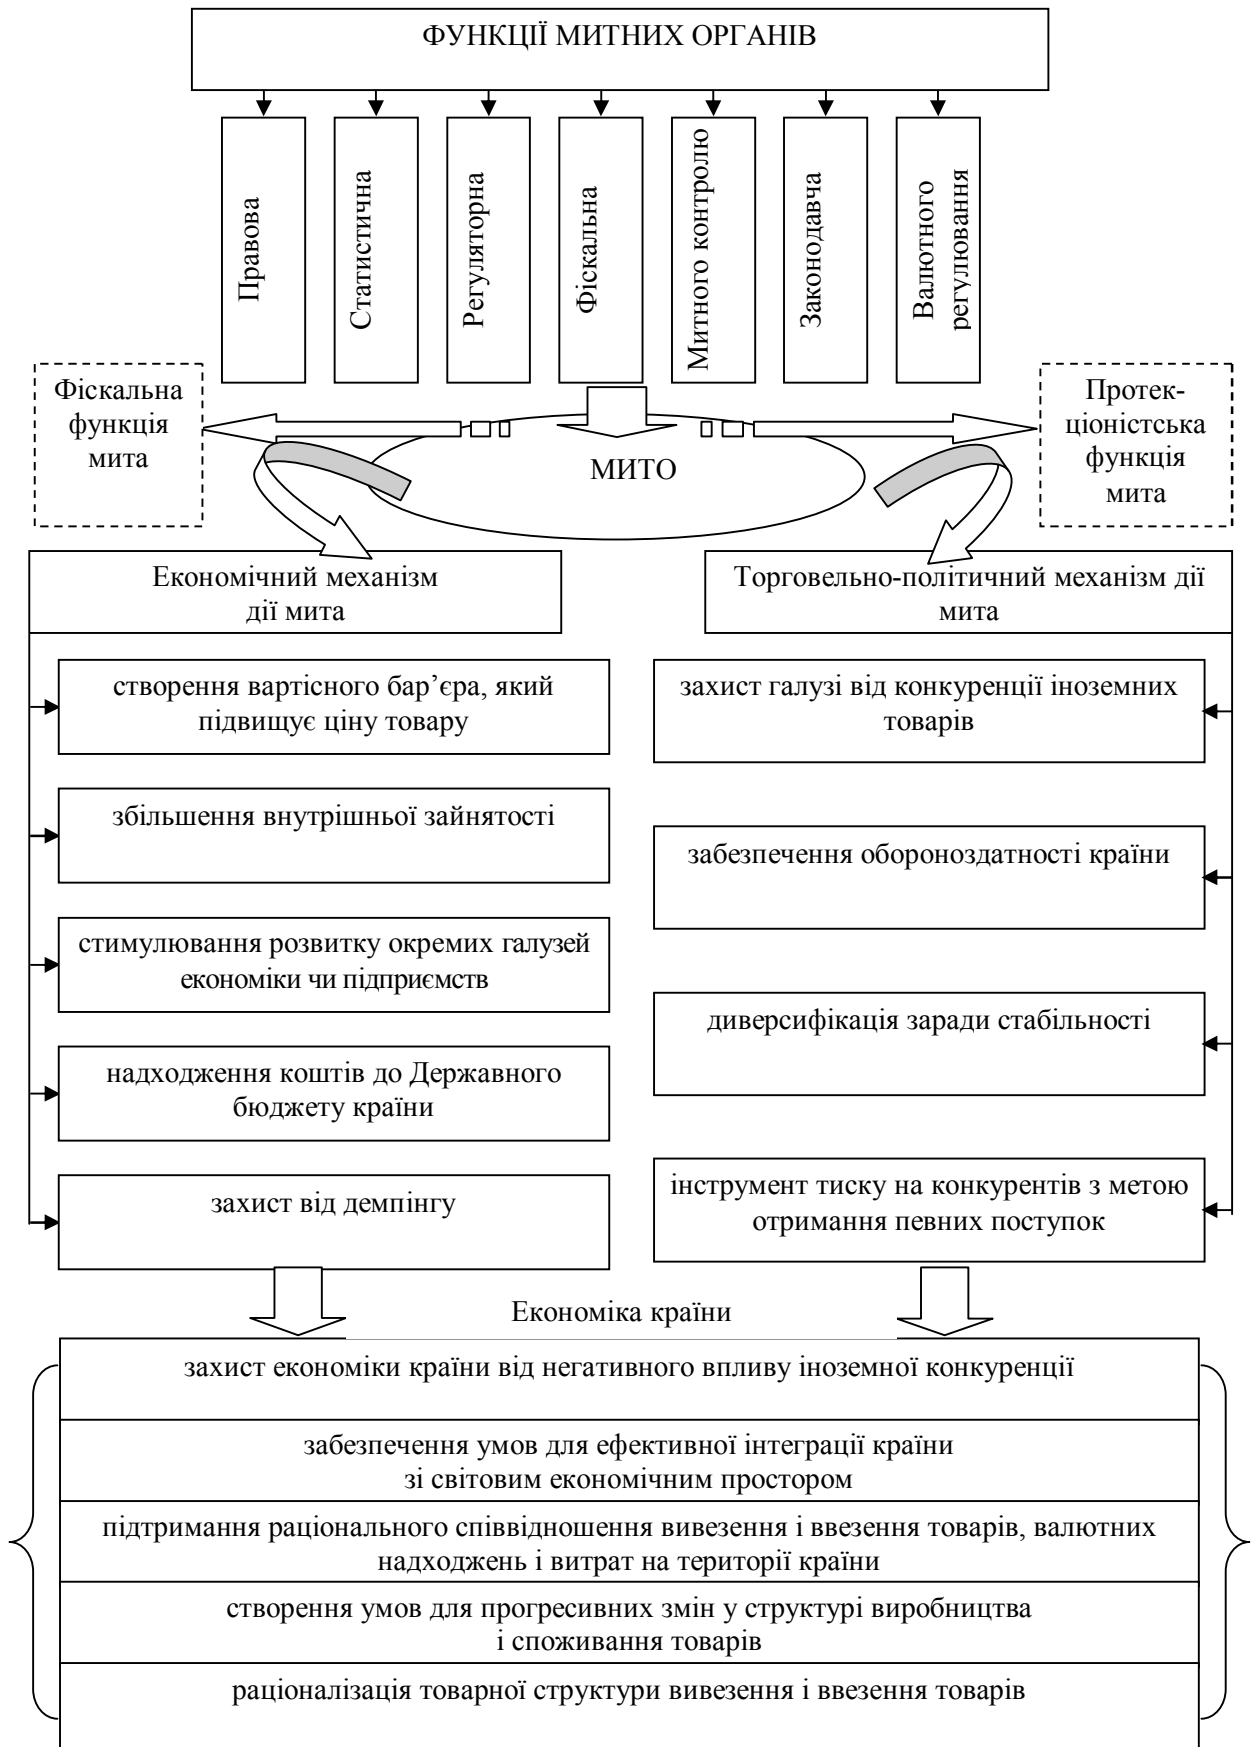 ФУНКЦІЇ МИТНИХ ОРГАНІВ
Правова
Статистична
Регуляторна
Фіскальна
Митного контролю
Законодавча
Валютного
регулювання
Фіскальна
функція
мита
Протек-
ціоністська
функція
мита
МИТО
Економічний механізм
дії мита
Торговельно-політичний механізм дії
мита
створення вартісного бар’єра, який
підвищує ціну товару
збільшення внутрішньої зайнятості
стимулювання розвитку окремих галузей
економіки чи підприємств
надходження коштів до Державного
бюджету країни
захист від демпінгу
захист галузі від конкуренції іноземних
товарів
забезпечення обороноздатності країни
диверсифікація заради стабільності
інструмент тиску на конкурентів з метою
отримання певних поступок
Економіка країни
захист економіки країни від негативного впливу іноземної конкуренції
забезпечення умов для ефективної інтеграції країни
зі світовим економічним простором
підтримання раціонального співвідношення вивезення і ввезення товарів, валютних
надходжень і витрат на території країни
створення умов для прогресивних змін у структурі виробництва
і споживання товарів
раціоналізація товарної структури вивезення і ввезення товарів